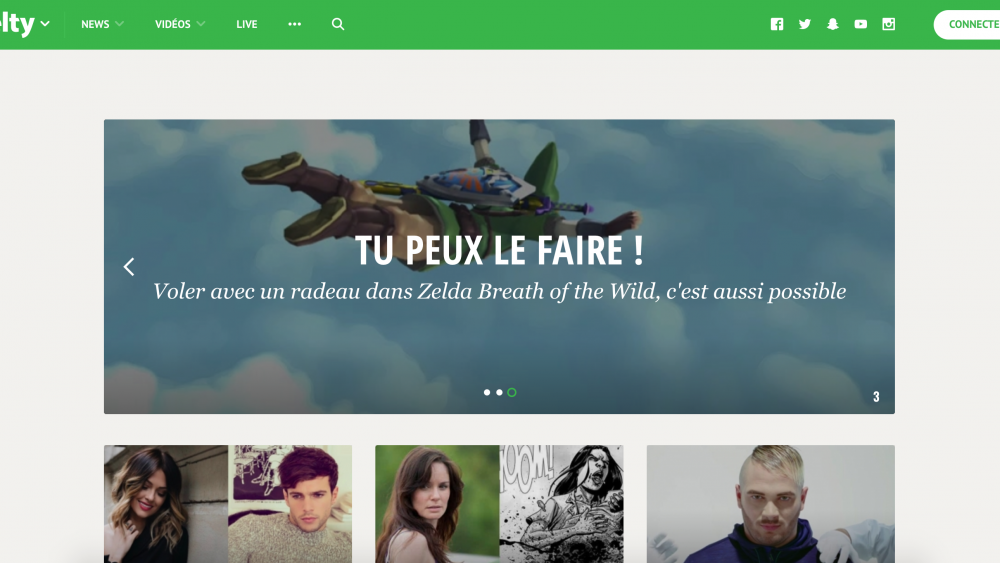 lty
NEWS
VIDÉOS
LIVE
CONNECTE
TU PEUX LE FAIRE !
Voler avec un radeau dans Zelda Breath of the Wild, c'est aussi possible
3